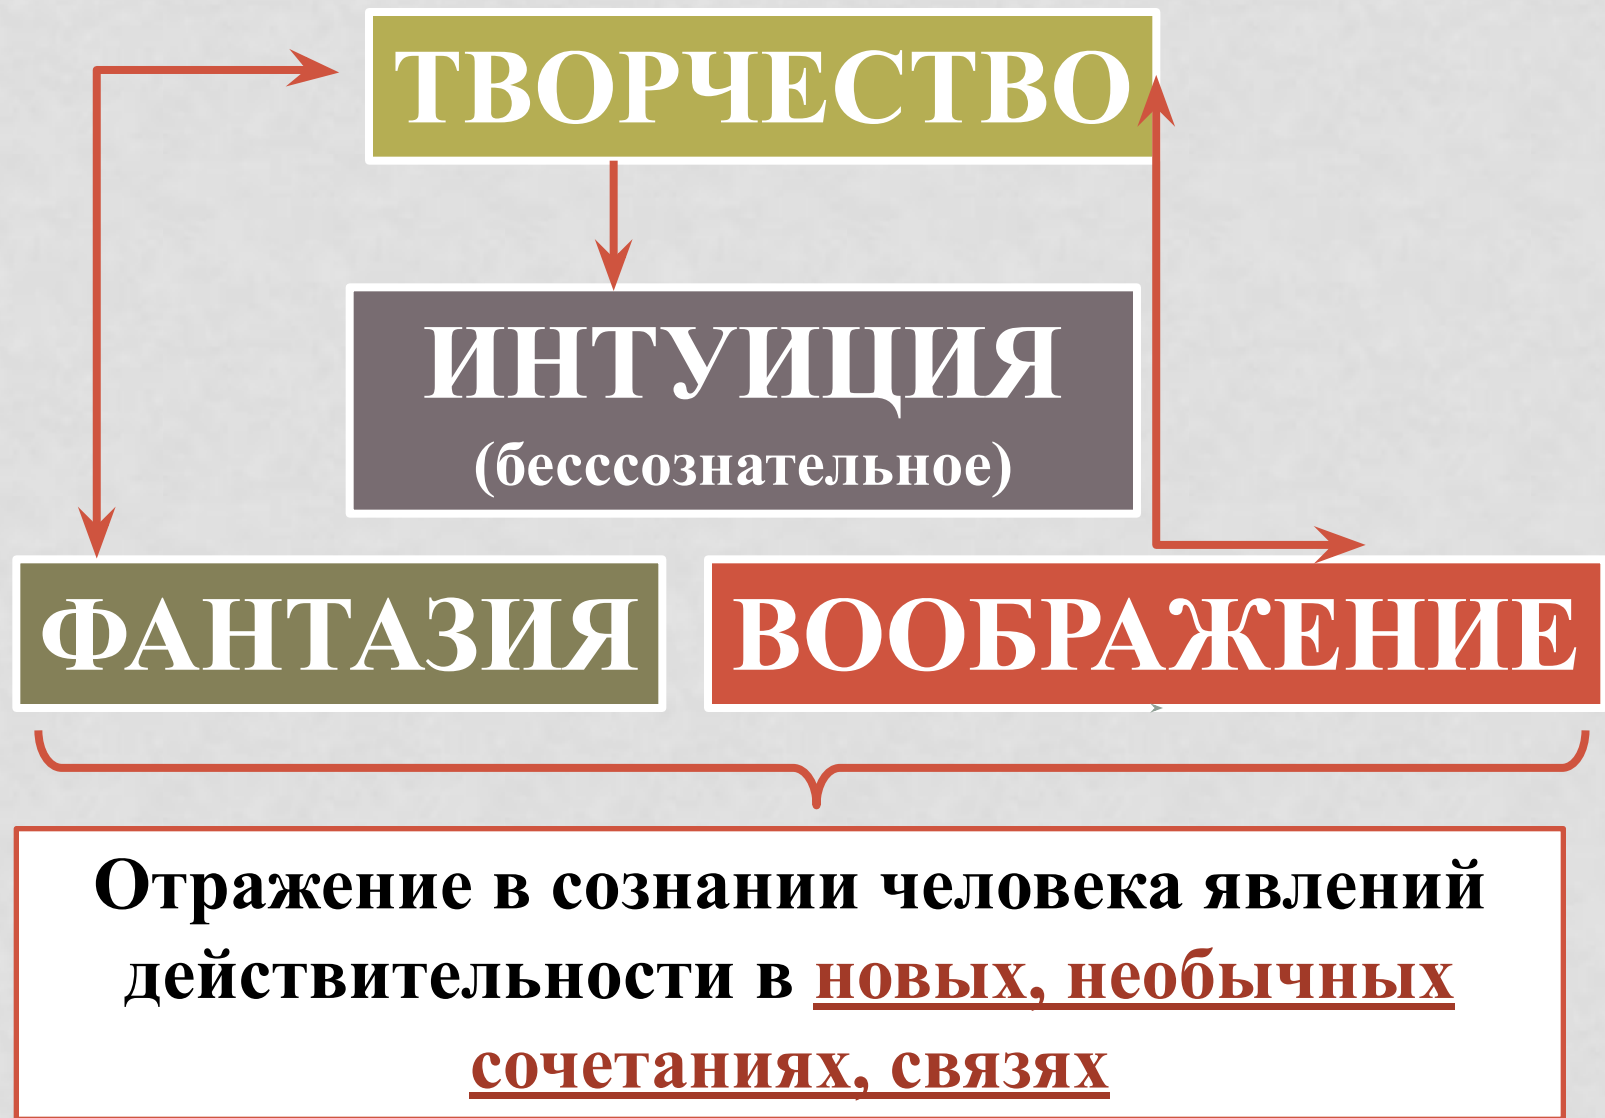 ТВОРЧЕСТВО
ИНТУИЦИЯ
(бесссознательное)
ФАНТАЗИЯ
ВООБРАЖЕНИЕ
Отражение в сознании человека явлений
действительности в новых, необычных
сочетаниях, связях